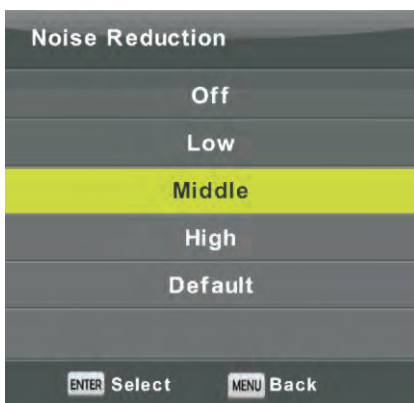 Noise Reduction
Off
Low
Middle
High
Default
ENTER Select MENU Back